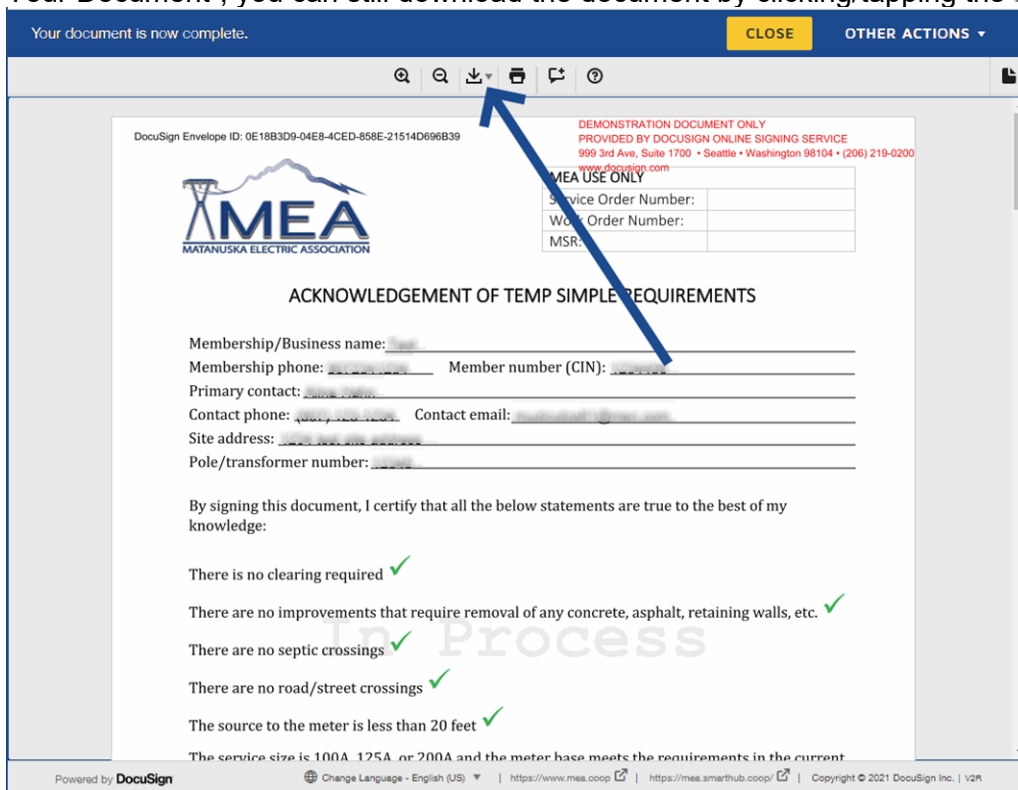 Your Document", you can still download the document by clicking/tapping the
Your document is now complete.
CLOSE
OTHER ACTIONS
DocuSign Envelope ID: 0E18B3D9-04E8-4CED-858E-21514D696B39
DEMONSTRATION DOCUMENT ONLY
PROVIDED BY DOCUSIGN ONLINE SIGNING SERVICE
999 3rd Ave, Suite 1700 • Seattle • Washington 98104 • (206) 219-0200
www.docusign.com
MEA USE ONLY
Service Order Number:
Work Order Number:
MSR:
MEA
MATANUSKA ELECTRIC ASSOCIATION
ACKNOWLEDGEMENT OF TEMP SIMPLE REQUIREMENTS
Membership/Business name:
Membership phone: Member number (CIN):
Primary contact:
Contact phone: Contact email:
Site address:
Pole/transformer number:
By signing this document, I certify that all the below statements are true to the best of my
knowledge:
There is no clearing required
There are no improvements that require removal of any concrete, asphalt, retaining walls, etc.
In Process
There are no septic crossings
There are no road/street crossings
The source to the meter is less than 20 feet
The service size is 100A, 125A, or 200A and the meter base meets the requirements in the current
Powered by DocuSign
Change Language - English (US) | https://www.mea.coop | https://mea.smarthub.coop/ | Copyright © 2021 DocuSign Inc. | V2R